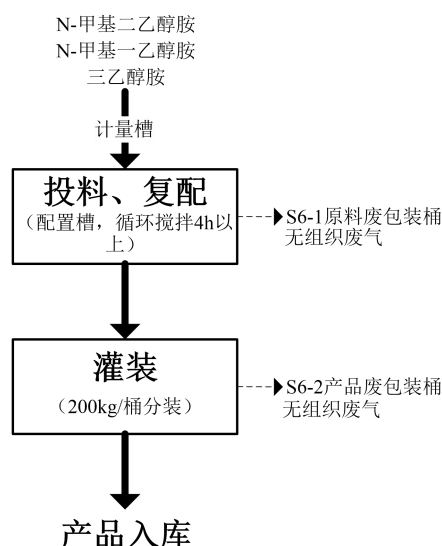 N-甲基二乙醇胺
N-甲基一乙醇胺
三乙醇胺
计量槽
投料、复配
（配置槽，循环搅拌4h以
上）
S6-1原料废包装桶
无组织废气
灌装
（200kg/桶分装）
S6-2产品废包装桶
无组织废气
产品入库